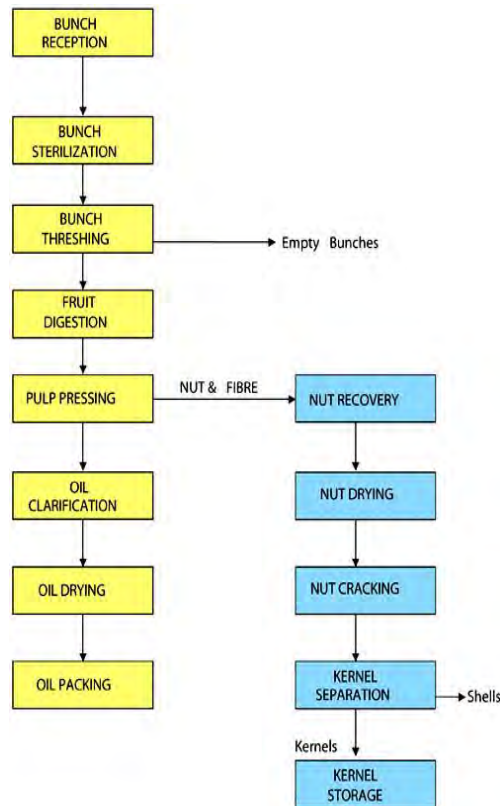 BUNCH
RECEPTION
BUNCH
STERILIZATION
BUNCH
THRESHING
Empty Bunches
FRUIT
DIGESTION
PULP PRESSING
NUT & FIBRE
NUT RECOVERY
OIL
CLARIFICATION
NUT DRYING
OIL DRYING
NUT CRACKING
OIL PACKING
KERNEL
SEPARATION
Shells
Kernels
KERNEL
STORAGE